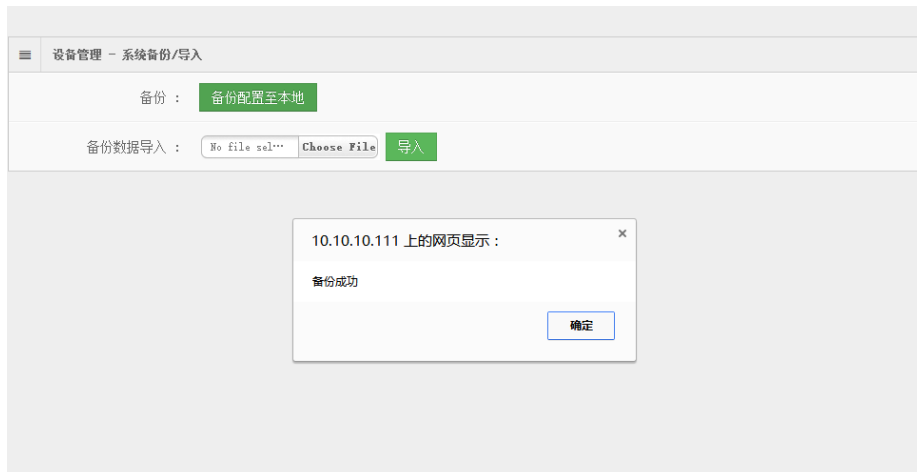 设备管理 - 系统备份/导入
备份 : 备份配置至本地
备份数据导入 : No file sel… Choose File 导入
10.10.10.111 上的网页显示： ×
备份成功
确定